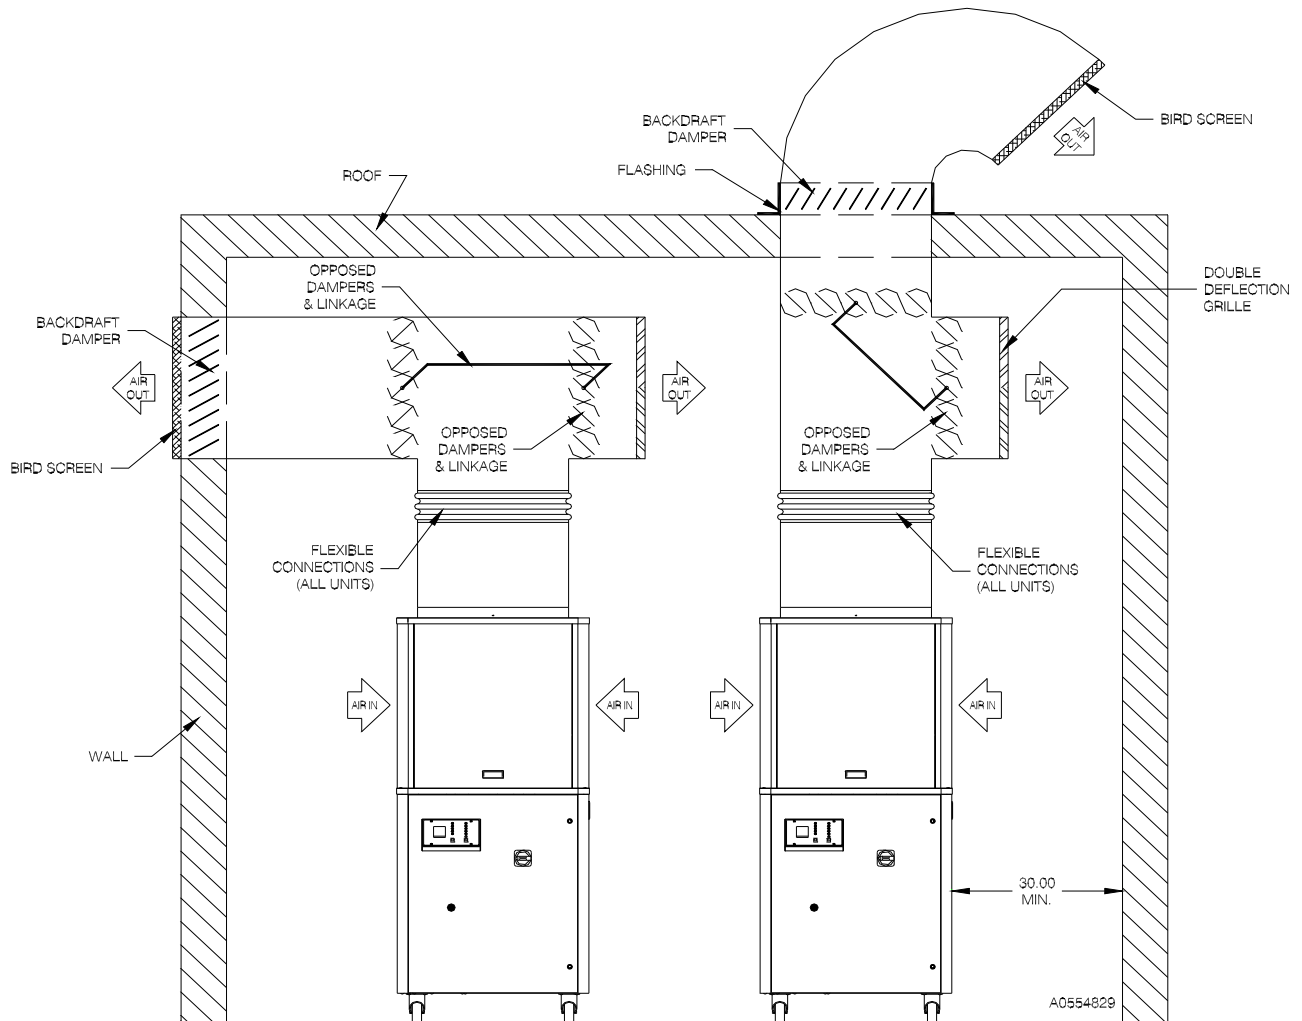 BACKDRAFT
DAMPER
BIRD SCREEN
AIR
OUT
FLASHING
ROOF
OPPOSED
DAMPERS
& LINKAGE
DOUBLE
DEFLECTION
GRILLE
BACKDRAFT
DAMPER
AIR
OUT
AIR
OUT
AIR
OUT
OPPOSED
DAMPERS
& LINKAGE
OPPOSED
DAMPERS
& LINKAGE
BIRD SCREEN
FLEXIBLE
CONNECTIONS
(ALL UNITS)
FLEXIBLE
CONNECTIONS
(ALL UNITS)
AIR IN
AIR IN
AIR IN
AIR IN
WALL
30.00
MIN.
A0554829